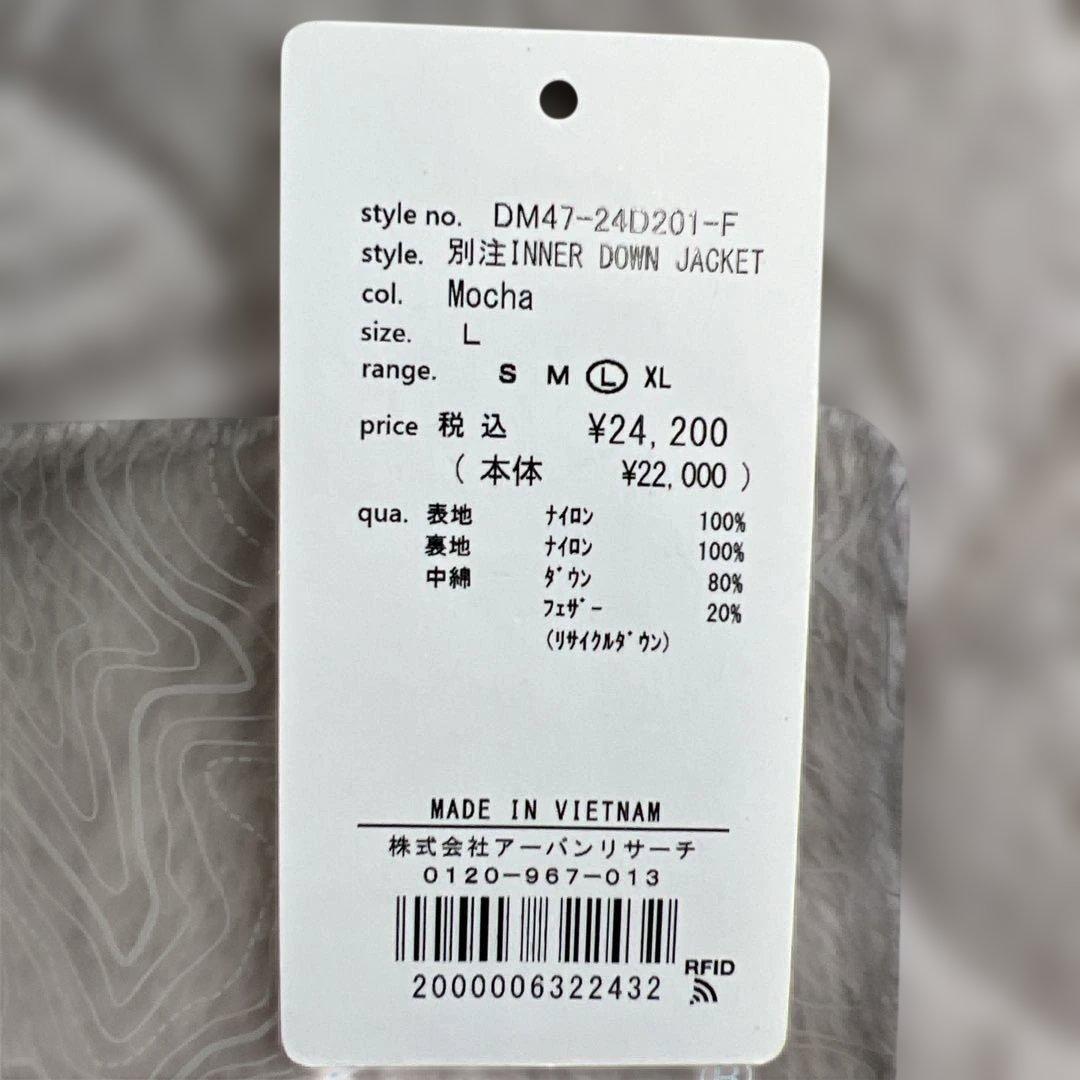 style no. DM47-24D201-F
style. 別注INNER DOWN JACKET
col. Mocha
size. L
range. S M L XL
price 税込 ¥24,200
(本体 ¥22,000)
qua. 表地 ﾅｲﾛﾝ 100%
裏地 ﾅｲﾛﾝ 100%
中綿 ﾀﾞｳﾝ 80%
ﾌｪｻﾞｰ 20%
(ﾘｻｲｸﾙﾀﾞｳﾝ)
MADE IN VIETNAM
株式会社アーバンリサーチ
0120-967-013
2000006322432
RFID